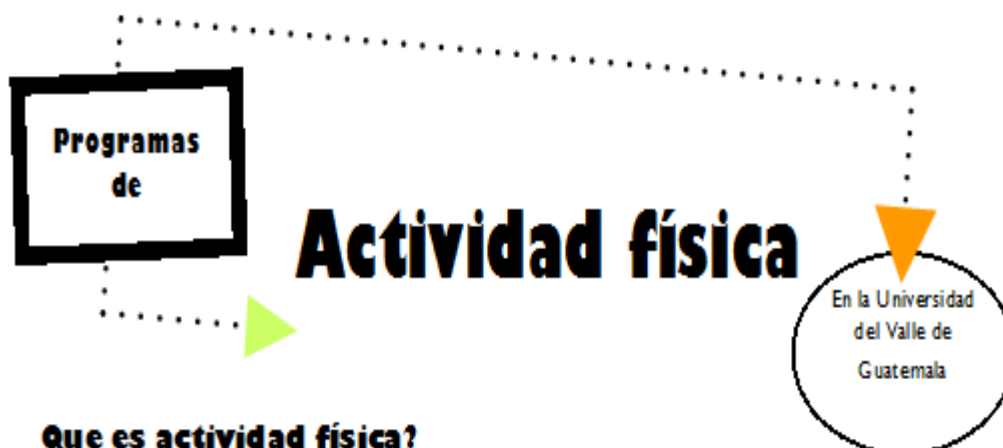 Programas
de
Actividad física
En la Universidad
del Valle de
Guatemala
Que es actividad física?